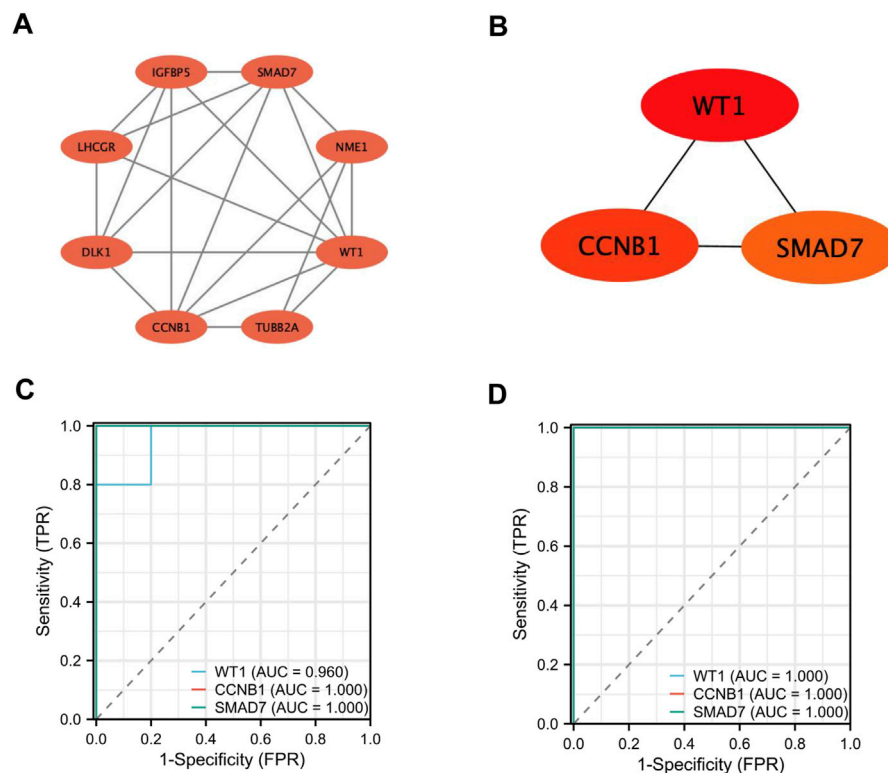 A
IGFBP5
SMAD7
LHCGR
NME1
DLK1
WT1
CCNB1
TUBB2A
B
WT1
CCNB1
SMAD7
C
1.0
0.8
0.6
0.4
0.2
0.0
Sensitivity (TPR)
WT1 (AUC = 0.960)
CCNB1 (AUC = 1.000)
SMAD7 (AUC = 1.000)
0.0 0.2 0.4 0.6 0.8 1.0
1-Specificity (FPR)
D
1.0
0.8
0.6
0.4
0.2
0.0
Sensitivity (TPR)
WT1 (AUC = 1.000)
CCNB1 (AUC = 1.000)
SMAD7 (AUC = 1.000)
0.0 0.2 0.4 0.6 0.8 1.0
1-Specificity (FPR)